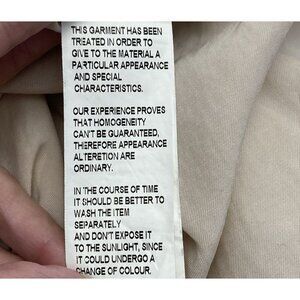 THIS GARMENT HAS BEEN
TREATED IN ORDER TO
GIVE TO THE MATERIAL A
PARTICULAR APPEARANCE
AND SPECIAL
CHARACTERISTICS.
OUR EXPERIENCE PROVES
THAT HOMOGENEITY
CAN'T BE GUARANTEED,
THEREFORE APPEARANCE
ALTERETION ARE
ORDINARY.
IN THE COURSE OF TIME
IT SHOULD BE BETTER TO
WASH THE ITEM
SEPARATELY
AND DON'T EXPOSE IT
TO THE SUNLIGHT, SINCE
IT COULD UNDERGO A
CHANGE OF COLOUR.